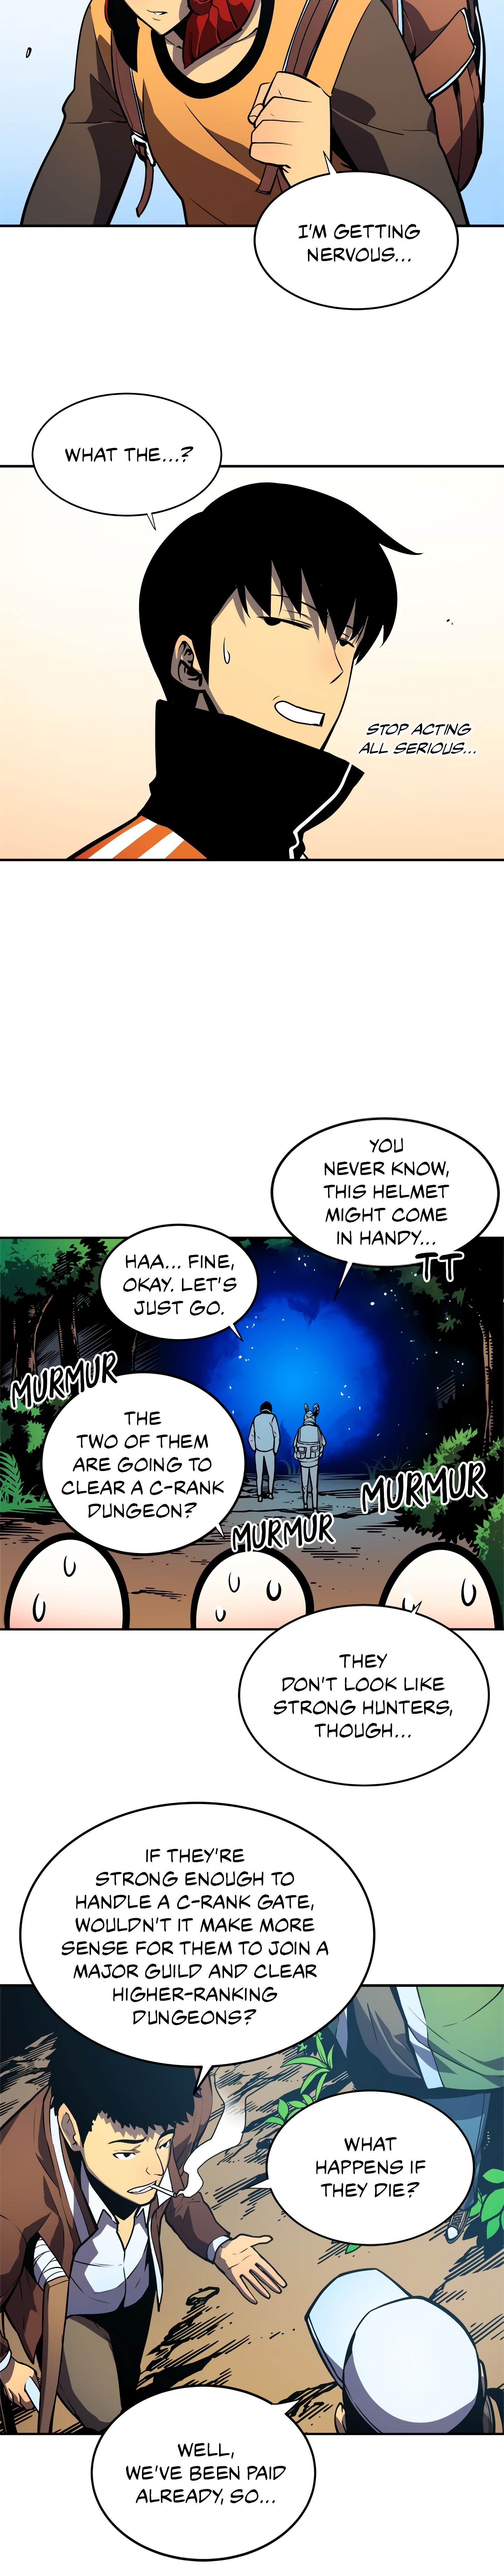 I'M GETTING
NERVOUS...
WHAT THE...?
STOP ACTING
ALL SERIOUS...
YOU
NEVER KNOW,
THIS HELMET
MIGHT COME
IN HANDY...
TT
HAA... FINE,
OKAY. LET'S
JUST GO.
MURMUR
THE
TWO OF THEM
ARE GOING TO
CLEAR A C-RANK
DUNGEON?
MURMUR
MURMUR
THEY
DON'T LOOK LIKE
STRONG HUNTERS,
THOUGH...
IF THEY'RE
STRONG ENOUGH TO
HANDLE A C-RANK GATE,
WOULDN'T IT MAKE MORE
SENSE FOR THEM TO JOIN A
MAJOR GUILD AND CLEAR
HIGHER-RANKING
DUNGEONS?
WHAT
HAPPENS IF
THEY DIE?
WELL,
WE'VE BEEN PAID
ALREADY, SO...